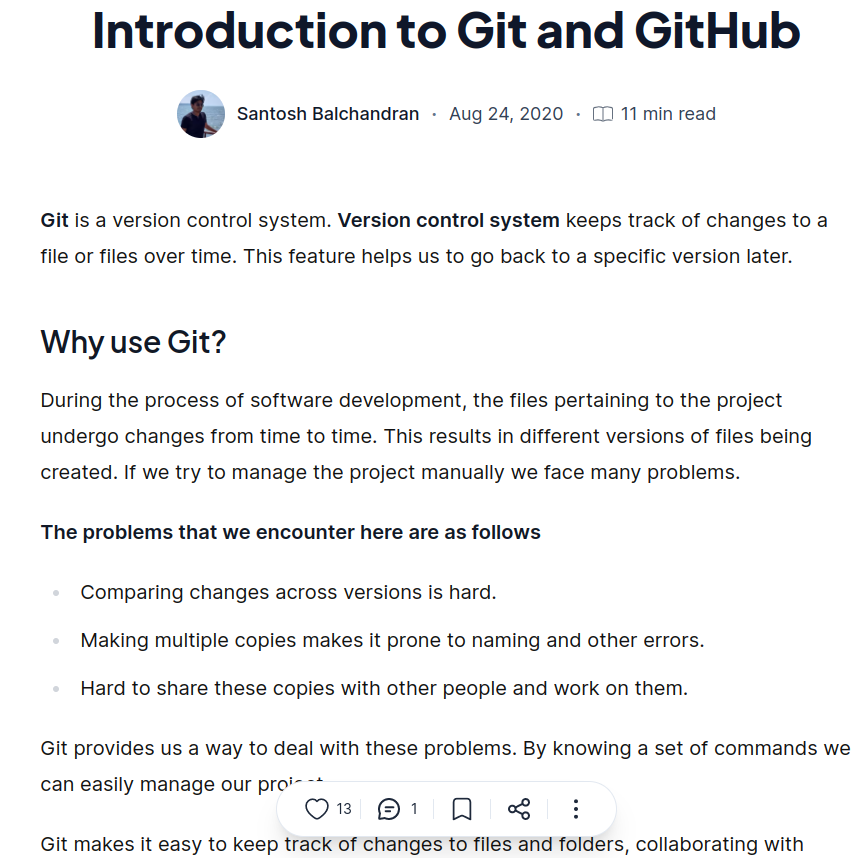 Introduction to Git and GitHub
Santosh Balchandran · Aug 24, 2020 · 11 min read
Git is a version control system. Version control system keeps track of changes to a
file or files over time. This feature helps us to go back to a specific version later.
Why use Git?
During the process of software development, the files pertaining to the project
undergo changes from time to time. This results in different versions of files being
created. If we try to manage the project manually we face many problems.
The problems that we encounter here are as follows
• Comparing changes across versions is hard.
• Making multiple copies makes it prone to naming and other errors.
• Hard to share these copies with other people and work on them.
Git provides us a way to deal with these problems. By knowing a set of commands we
can easily manage our project.
13 1
Git makes it easy to keep track of changes to files and folders, collaborating with